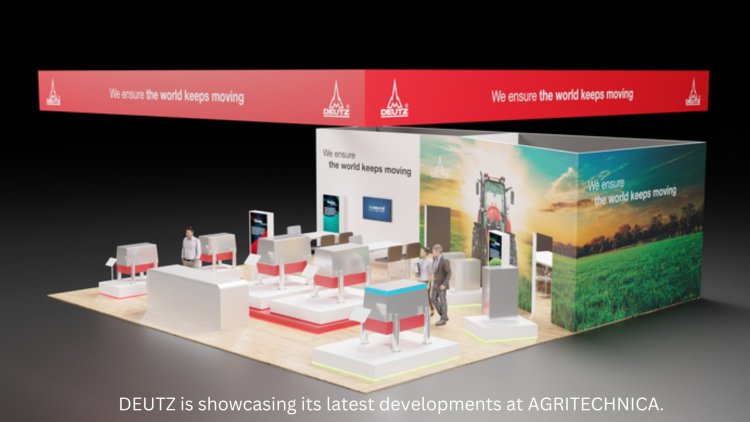 We ensure the world keeps moving
DEUTZ
DEUTZ
We ensure the world keeps moving
DEUTZ
We ensure
the world keeps moving
We ensure
the world keeps moving
DEUTZ
DEUTZ is showcasing its latest developments at AGRITECHNICA.